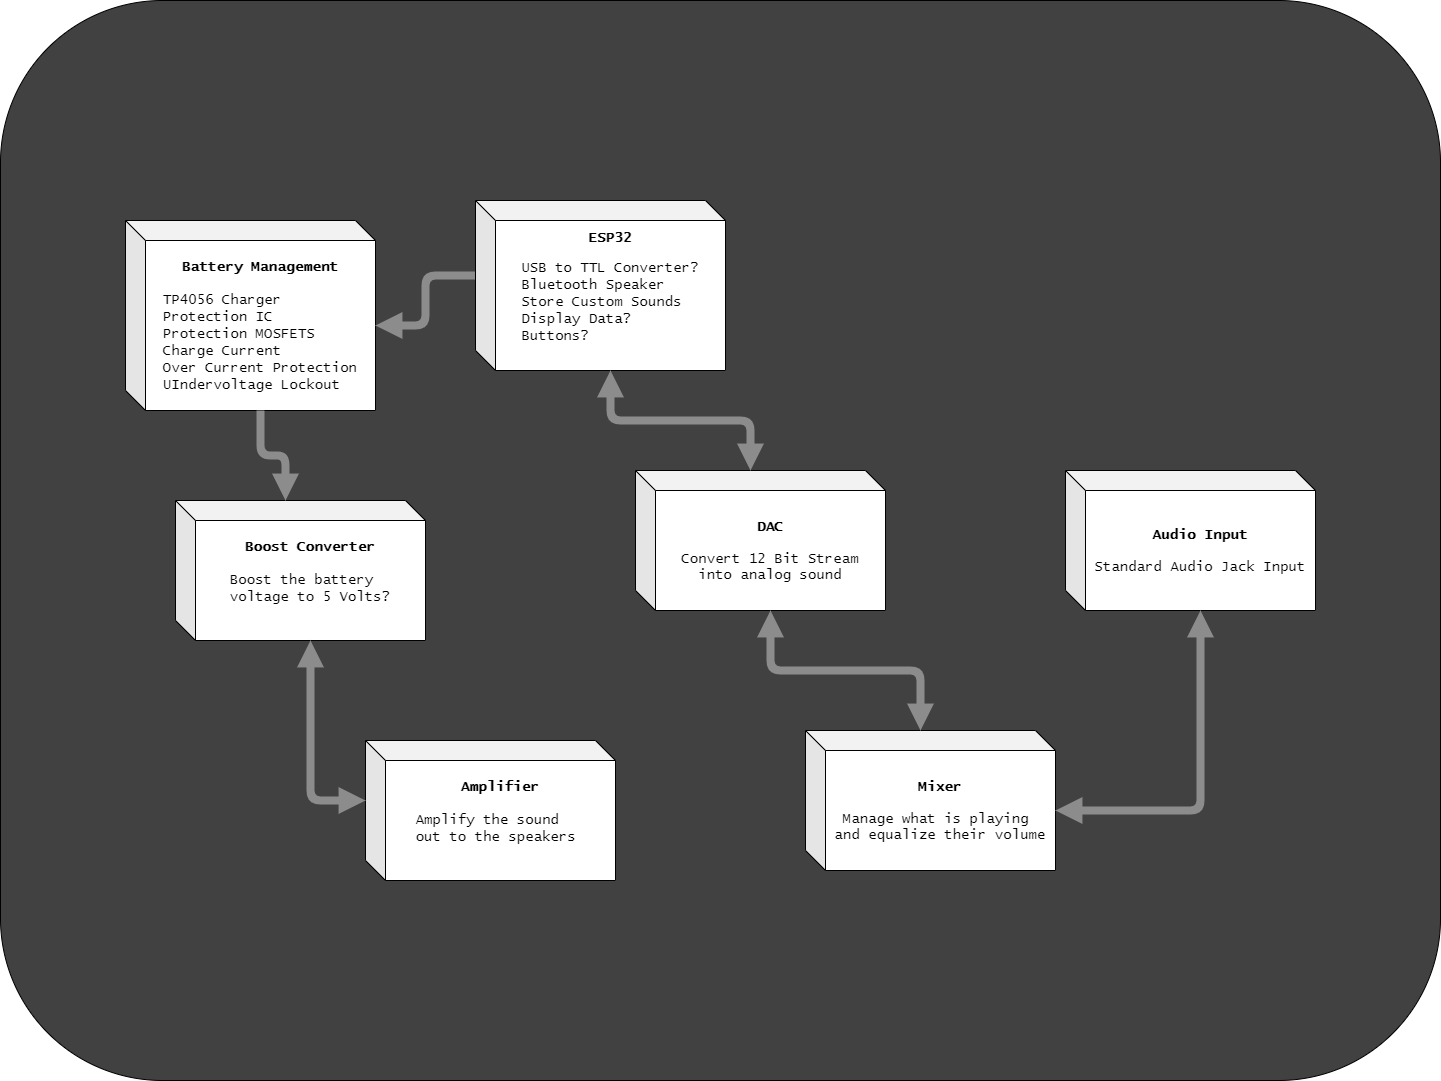 Battery Management
TP4056 Charger
Protection IC
Protection MOSFETS
Charge Current
Over Current Protection
UIndervoltage Lockout
ESP32
USB to TTL Converter?
Bluetooth Speaker
Store Custom Sounds
Display Data?
Buttons?
Boost Converter
Boost the battery
voltage to 5 Volts?
DAC
Convert 12 Bit Stream
into analog sound
Audio Input
Standard Audio Jack Input
Amplifier
Amplify the sound
out to the speakers
Mixer
Manage what is playing
and equalize their volume